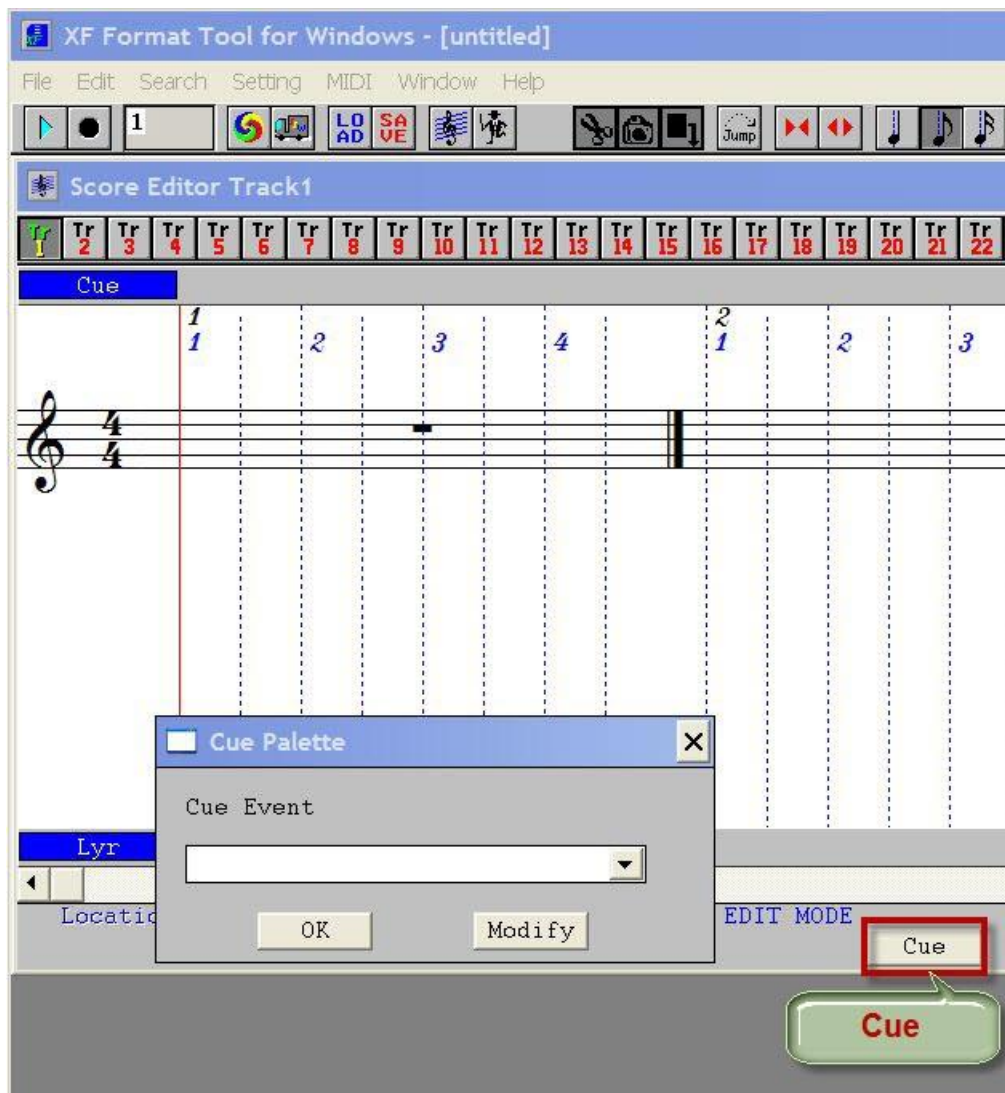 XF Format Tool for Windows - [untitled]
File Edit Search Setting MIDI Window Help
1 LO AD SA VE Jump
Score Editor Track1
Tr 1 Tr 2 Tr 3 Tr 4 Tr 5 Tr 6 Tr 7 Tr 8 Tr 9 Tr 10 Tr 11 Tr 12 Tr 13 Tr 14 Tr 15 Tr 16 Tr 17 Tr 18 Tr 19 Tr 20 Tr 21 Tr 22
Cue
1 2
1 2 3 4 1 2 3
4
4
Cue Palette
Cue Event
Lyr
Locatio EDIT MODE
OK Modify Cue
Cue